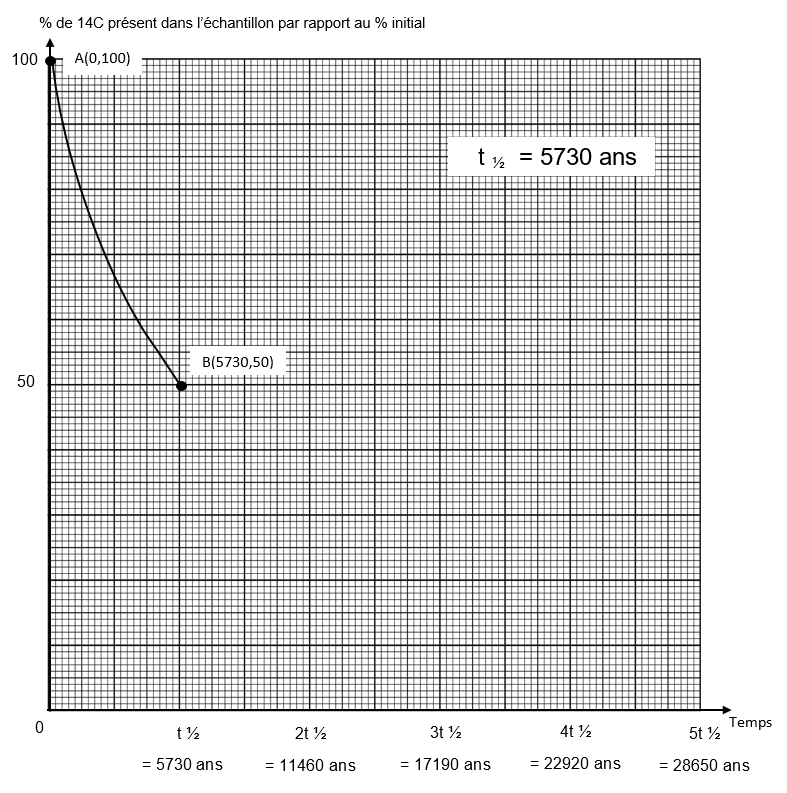 % de 14C présent dans l'échantillon par rapport au % initial
100
A(0,100)
t ½ = 5730 ans
B(5730,50)
50
0
t ½
2t ½
3t ½
4t ½
5t ½
Temps
= 5730 ans
= 11460 ans
= 17190 ans
= 22920 ans
= 28650 ans